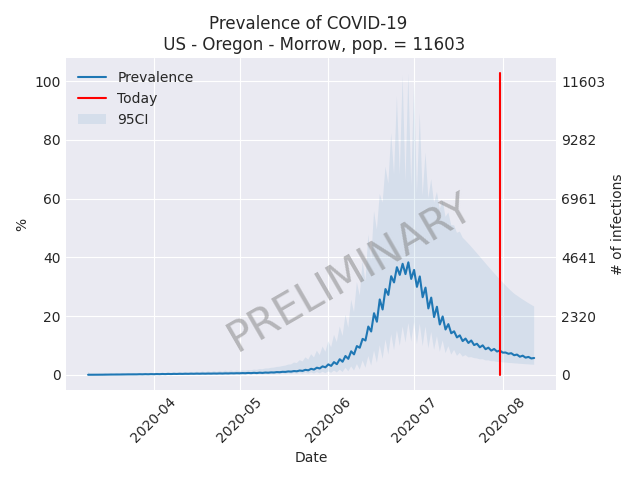 Prevalence of COVID-19
US - Oregon - Morrow, pop. = 11603
Prevalence
Today
95CI
100
80
60
40
20
0
%
11603
9282
6961
4641
2320
0
# of infections
PRELIMINARY
2020-04
2020-05
2020-06
2020-07
2020-08
Date